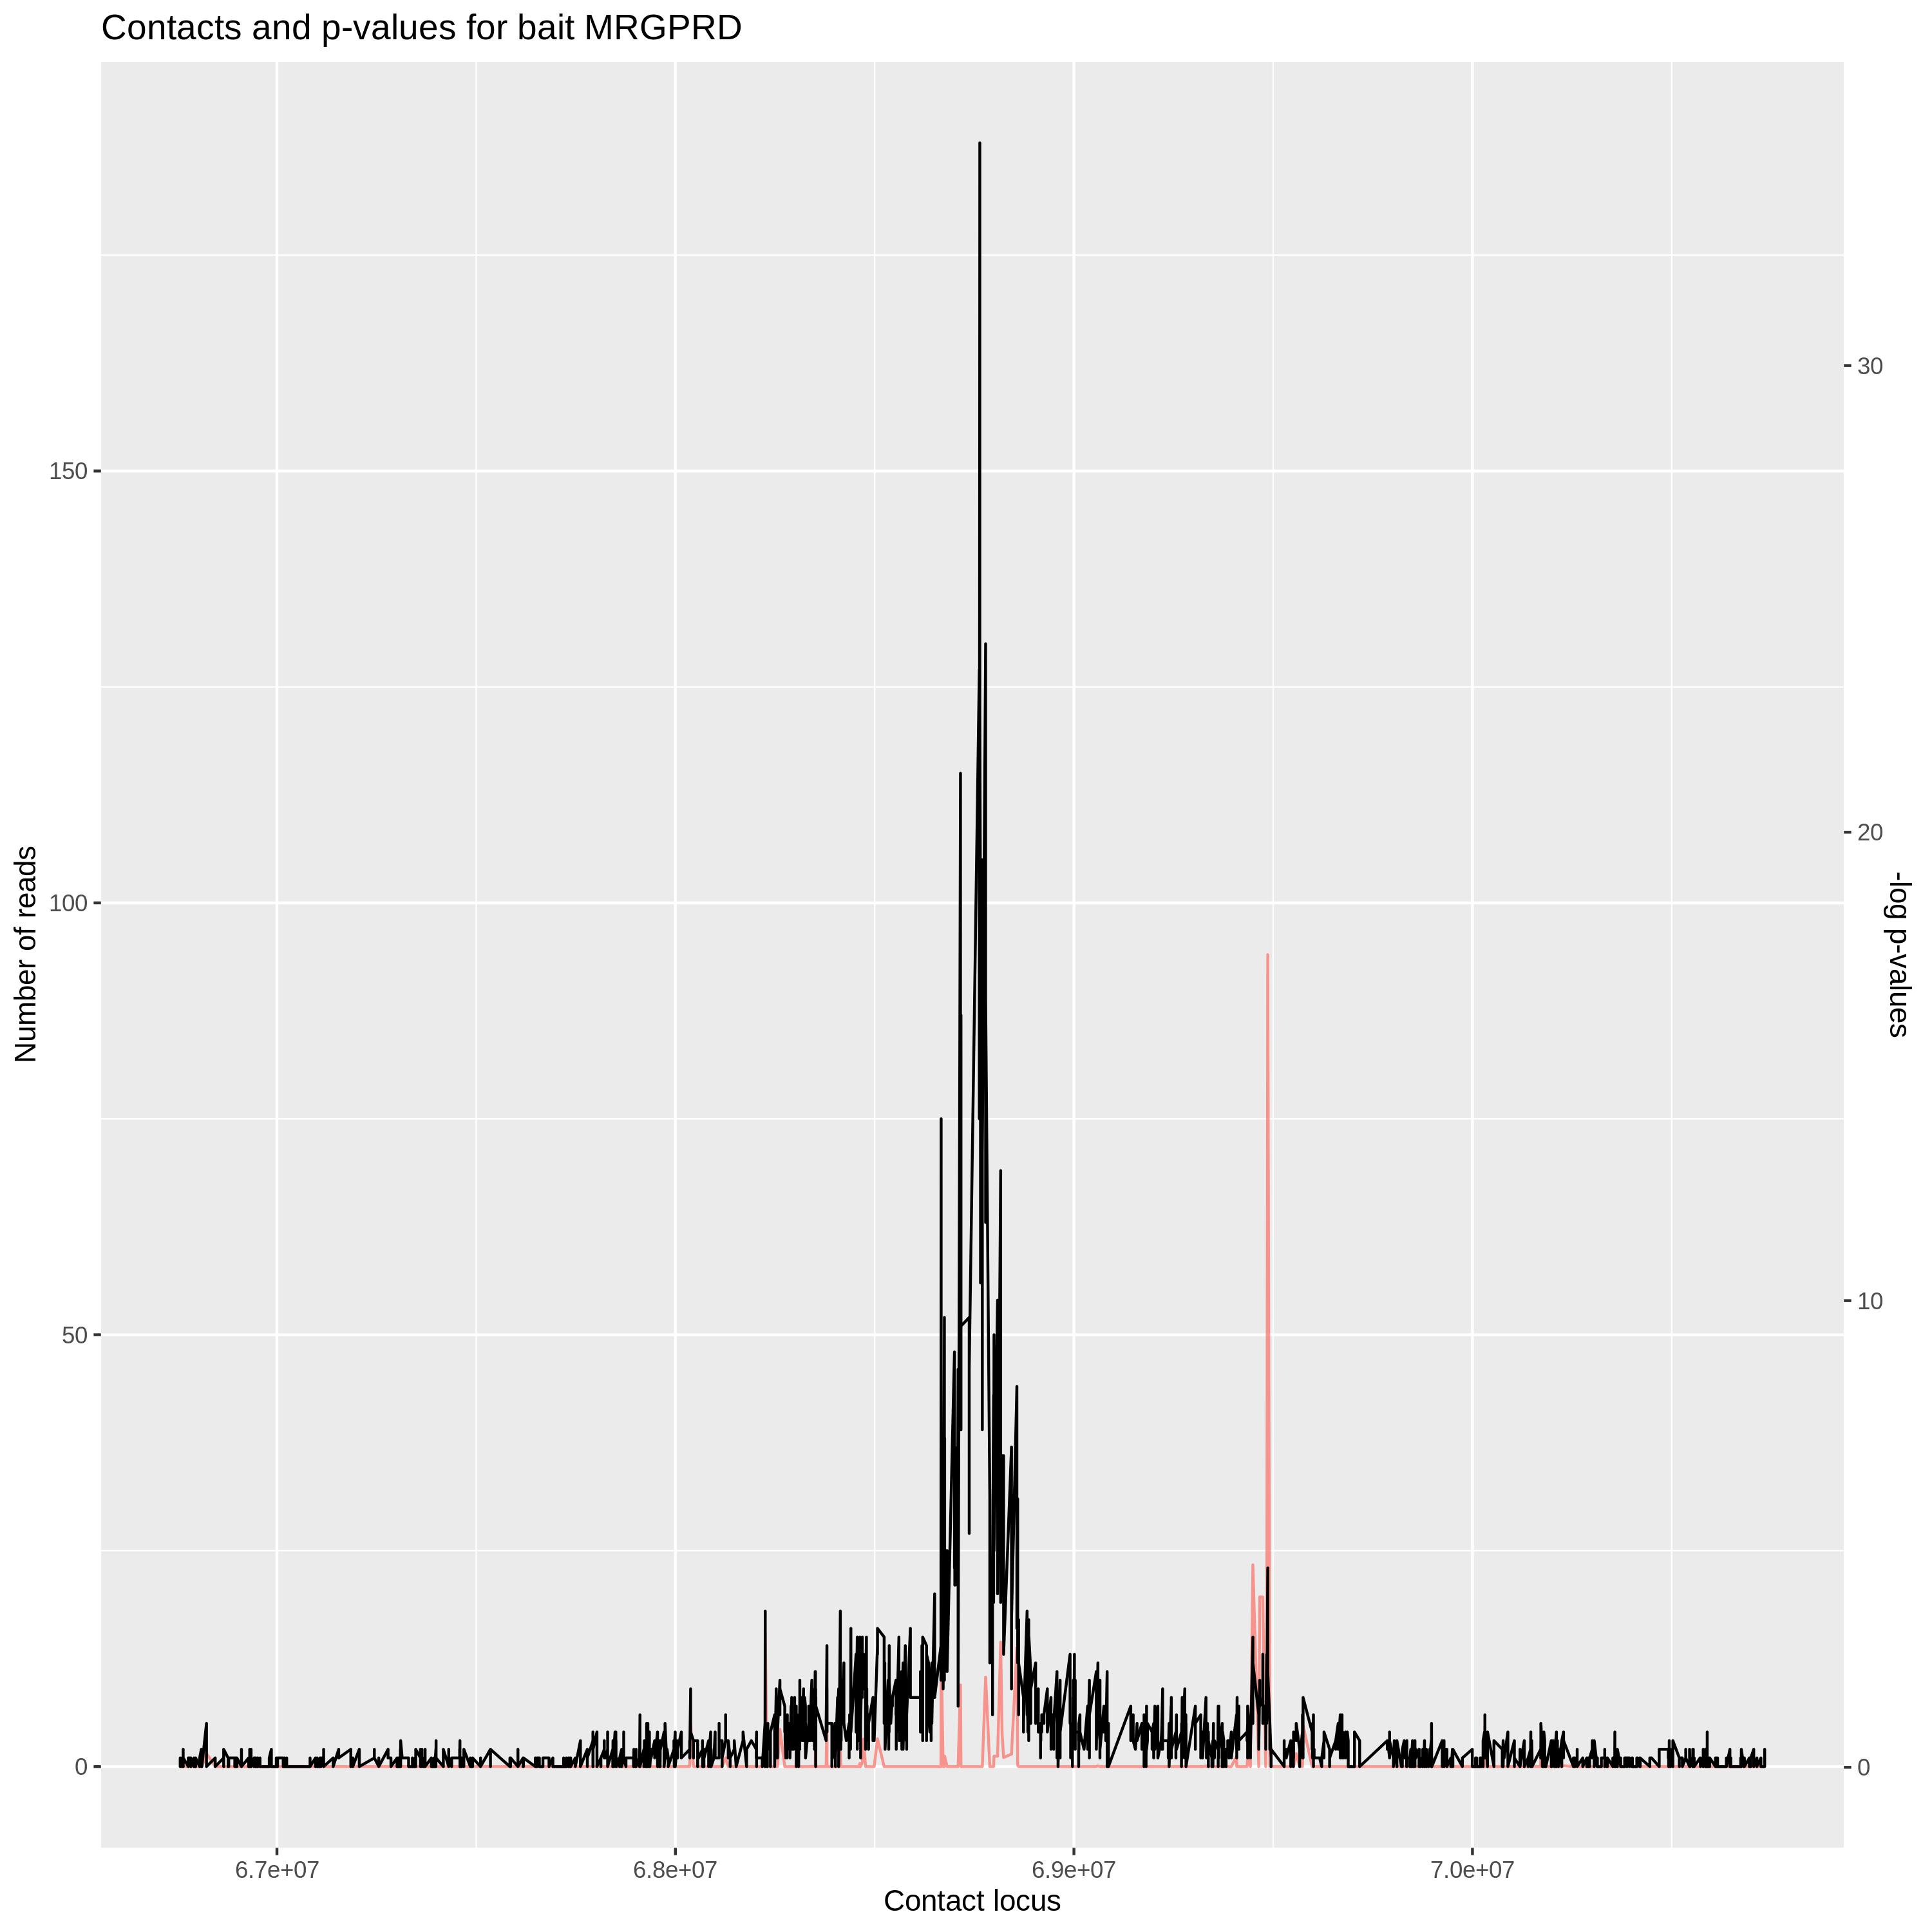 Contacts and p-values for bait MRGPRD
Number of reads
150
100
50
0
30
20
10
0
-log p-values
6.7e+07
6.8e+07
6.9e+07
7.0e+07
Contact locus